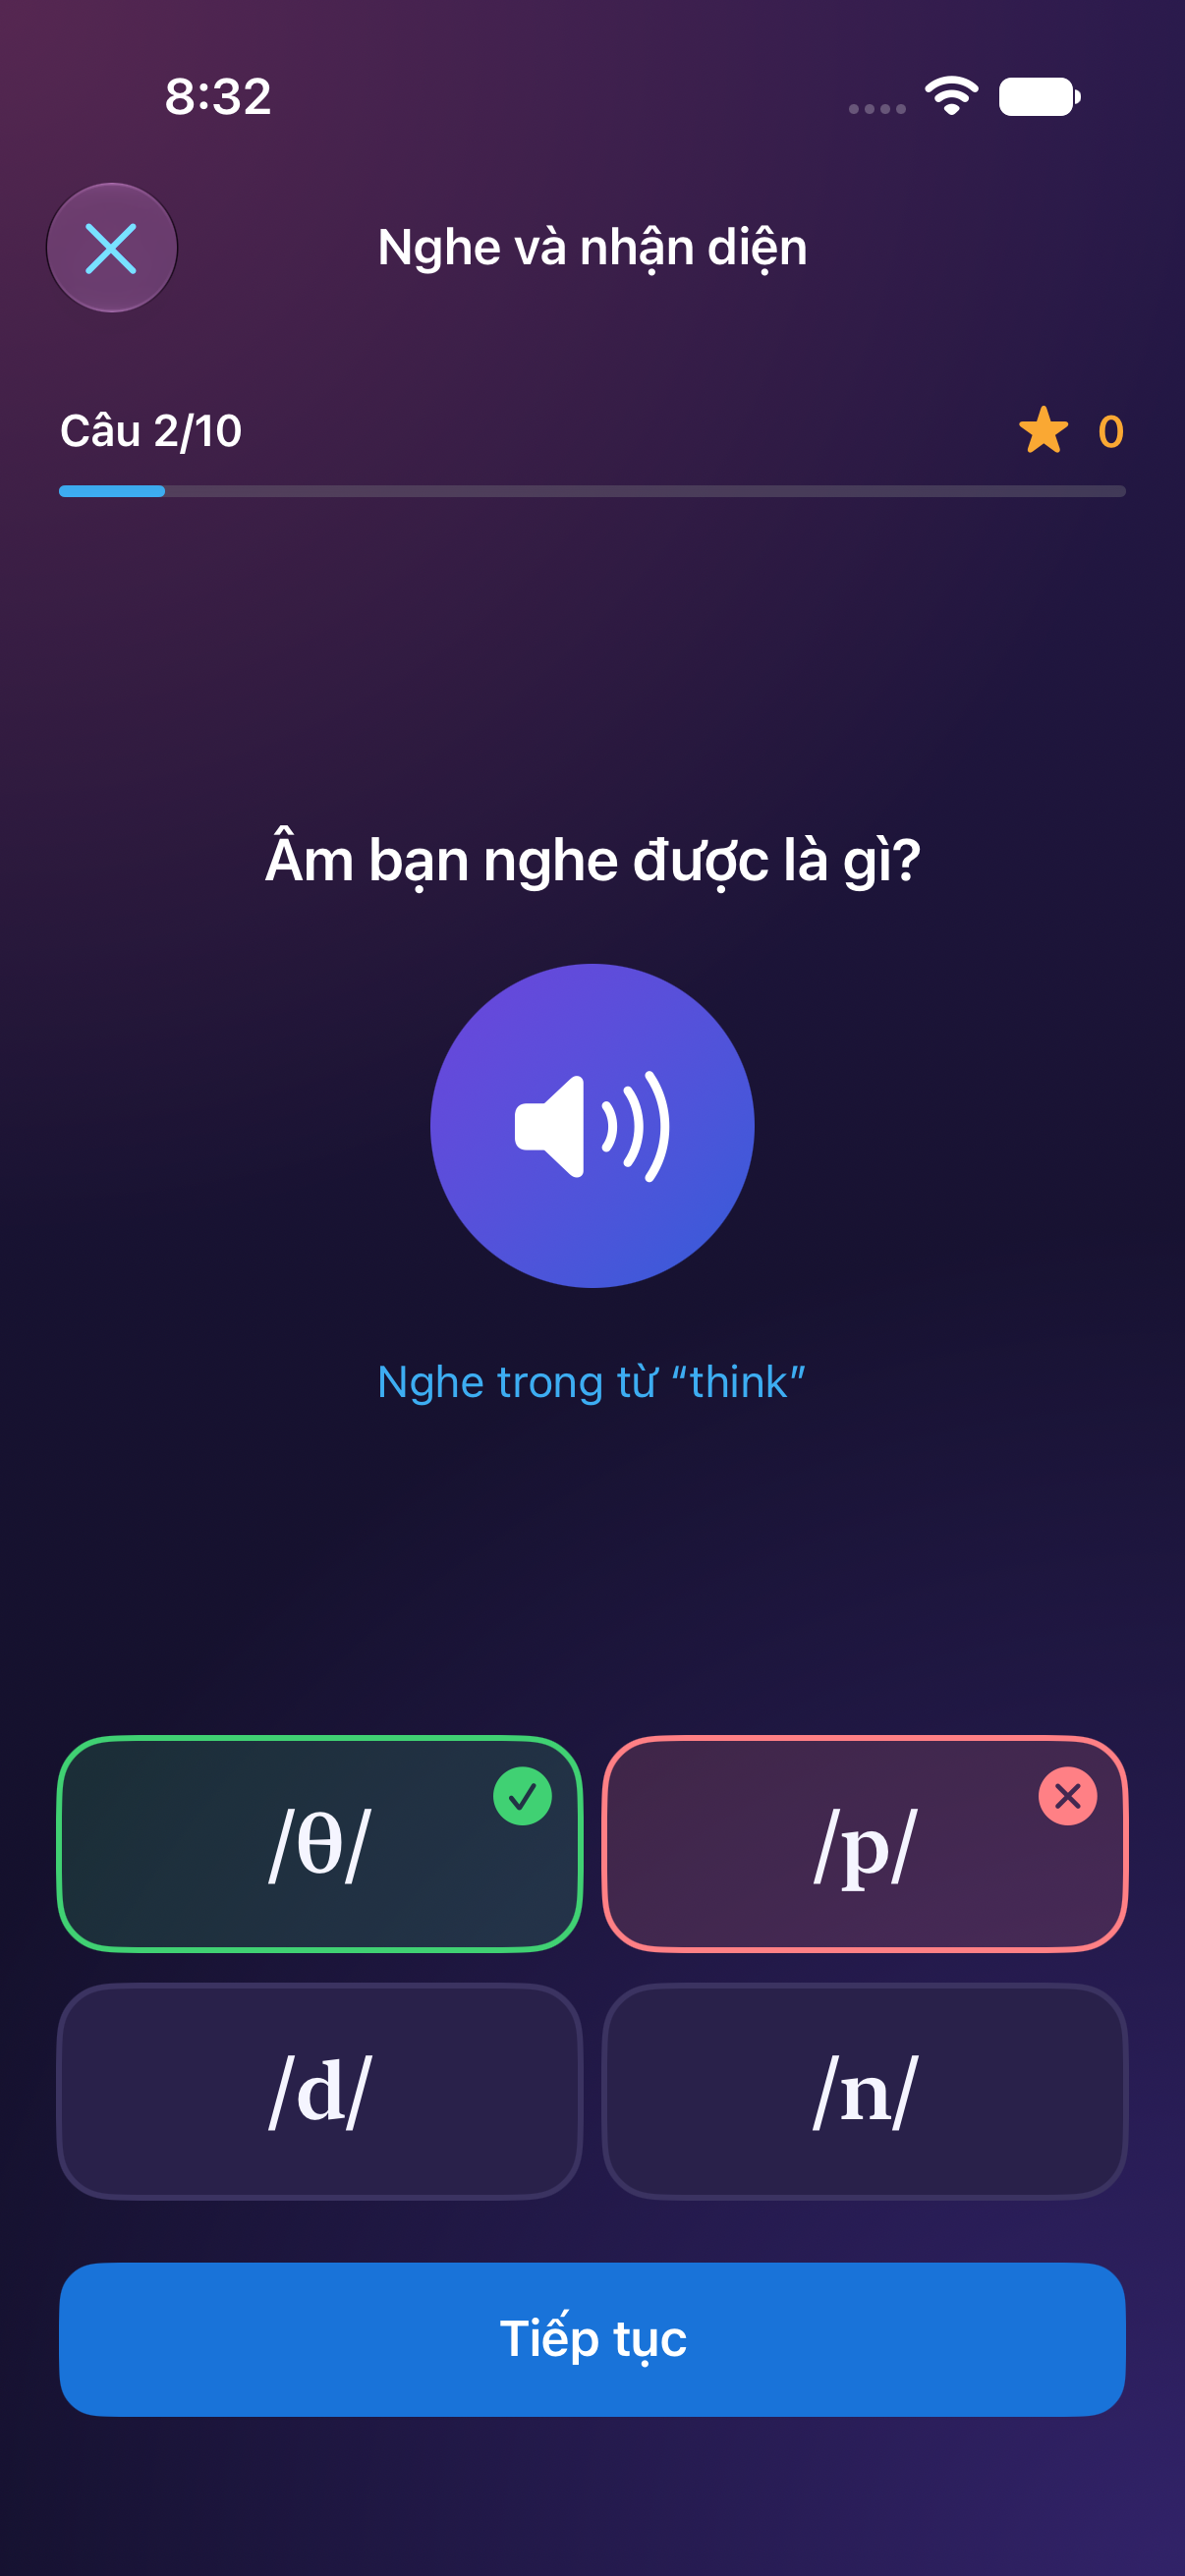 8:32
Nghe và nhận diện
Câu 2/10
0
Âm bạn nghe được là gì?
Nghe trong từ “think”
/θ/
/p/
/d/
/n/
Tiếp tục